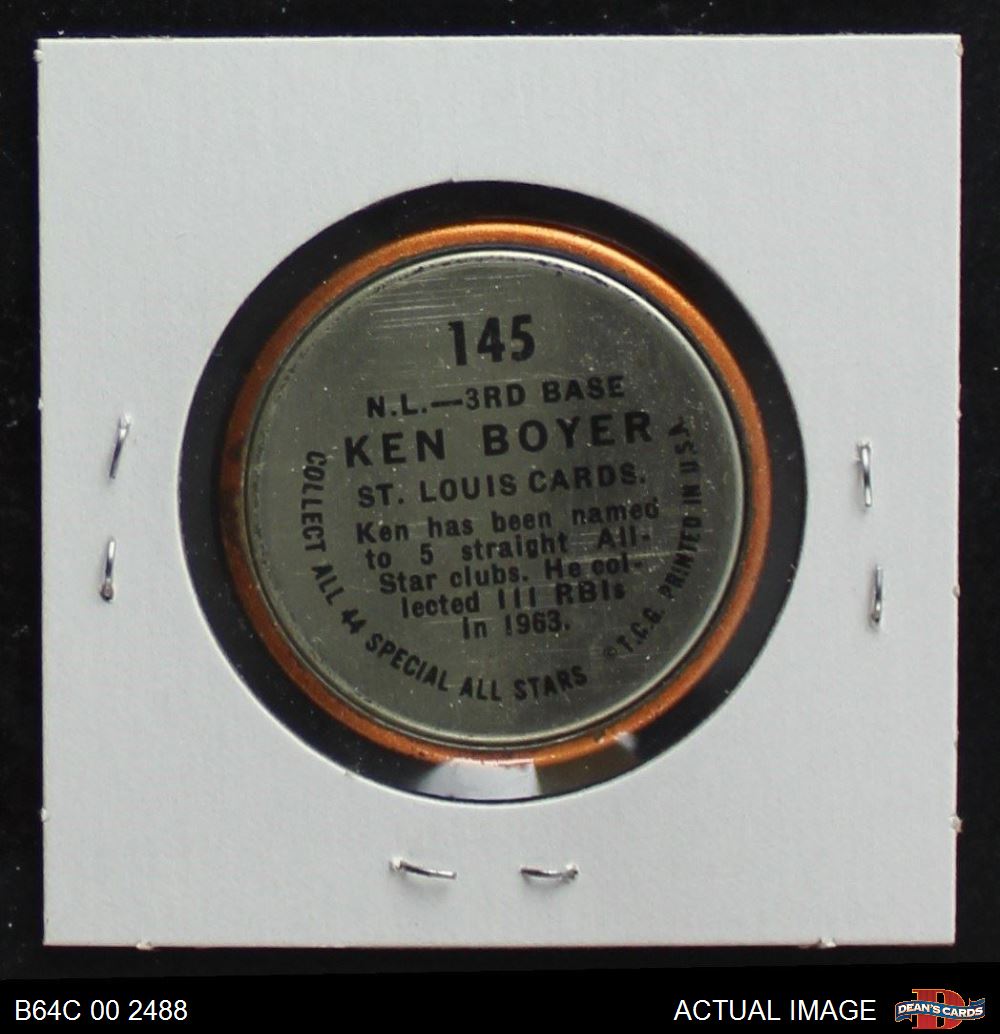 145
N.L.—3RD BASE
KEN BOYER
ST. LOUIS CARDS.
Ken has been named
to 5 straight All-
Star clubs. He col-
lected 111 RBIs
in 1963.
COLLECT ALL 44 SPECIAL ALL STARS
© T.C.G. PRINTED IN USA
B64C 00 2488
ACTUAL IMAGE
D
DEAN'S CARDS